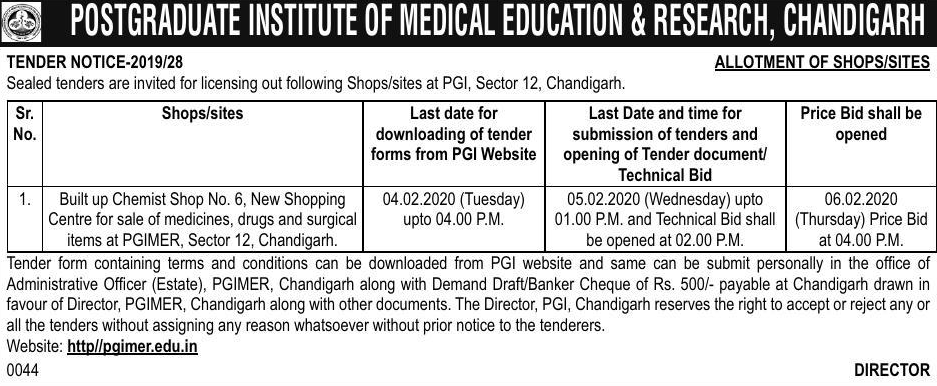 POSTGRADUATE INSTITUTE OF MEDICAL EDUCATION & RESEARCH, CHANDIGARH
TENDER NOTICE-2019/28
ALLOTMENT OF SHOPS/SITES
Sealed tenders are invited for licensing out following Shops/sites at PGI, Sector 12, Chandigarh.
Sr.
No.
Shops/sites
Last date for
downloading of tender
forms from PGI Website
Last Date and time for
submission of tenders and
opening of Tender document/
Technical Bid
Price Bid shall be
opened
1.
Built up Chemist Shop No. 6, New Shopping
Centre for sale of medicines, drugs and surgical
items at PGIMER, Sector 12, Chandigarh.
04.02.2020 (Tuesday)
upto 04.00 P.M.
05.02.2020 (Wednesday) upto
01.00 P.M. and Technical Bid shall
be opened at 02.00 P.M.
06.02.2020
(Thursday) Price Bid
at 04.00 P.M.
Tender form containing terms and conditions can be downloaded from PGI website and same can be submit personally in the office of
Administrative Officer (Estate), PGIMER, Chandigarh along with Demand Draft/Banker Cheque of Rs. 500/- payable at Chandigarh drawn in
favour of Director, PGIMER, Chandigarh along with other documents. The Director, PGI, Chandigarh reserves the right to accept or reject any or
all the tenders without assigning any reason whatsoever without prior notice to the tenderers.
Website: http//pgimer.edu.in
0044
DIRECTOR